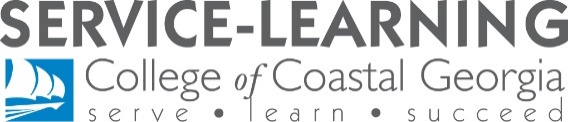 SERVICE-LEARNING
College of Coastal Georgia
serve • learn • succeed